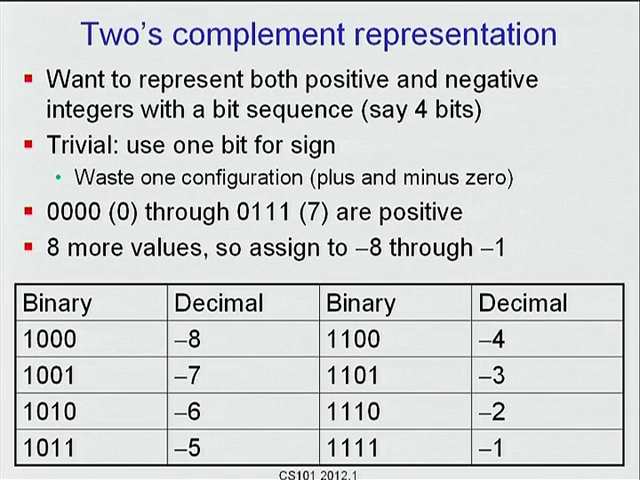 Two's complement representation
Want to represent both positive and negative
integers with a bit sequence (say 4 bits)
Trivial: use one bit for sign
Waste one configuration (plus and minus zero)
0000 (0) through 0111 (7) are positive
8 more values, so assign to –8 through –1
Binary Decimal Binary Decimal
1000 –8 1100 –4
1001 –7 1101 –3
1010 –6 1110 –2
1011 –5 1111 –1
CS101 2012.1